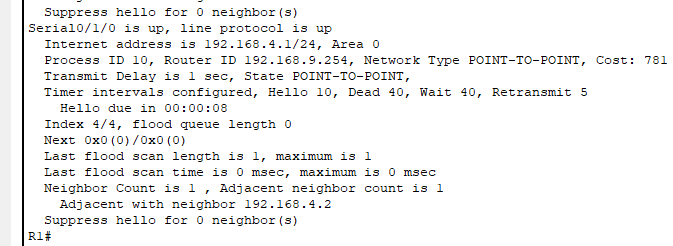 Suppress hello for 0 neighbor(s)
Serial0/1/0 is up, line protocol is up
Internet address is 192.168.4.1/24, Area 0
Process ID 10, Router ID 192.168.9.254, Network Type POINT-TO-POINT, Cost: 781
Transmit Delay is 1 sec, State POINT-TO-POINT,
Timer intervals configured, Hello 10, Dead 40, Wait 40, Retransmit 5
Hello due in 00:00:08
Index 4/4, flood queue length 0
Next 0x0(0)/0x0(0)
Last flood scan length is 1, maximum is 1
Last flood scan time is 0 msec, maximum is 0 msec
Neighbor Count is 1 , Adjacent neighbor count is 1
Adjacent with neighbor 192.168.4.2
Suppress hello for 0 neighbor(s)
R1#